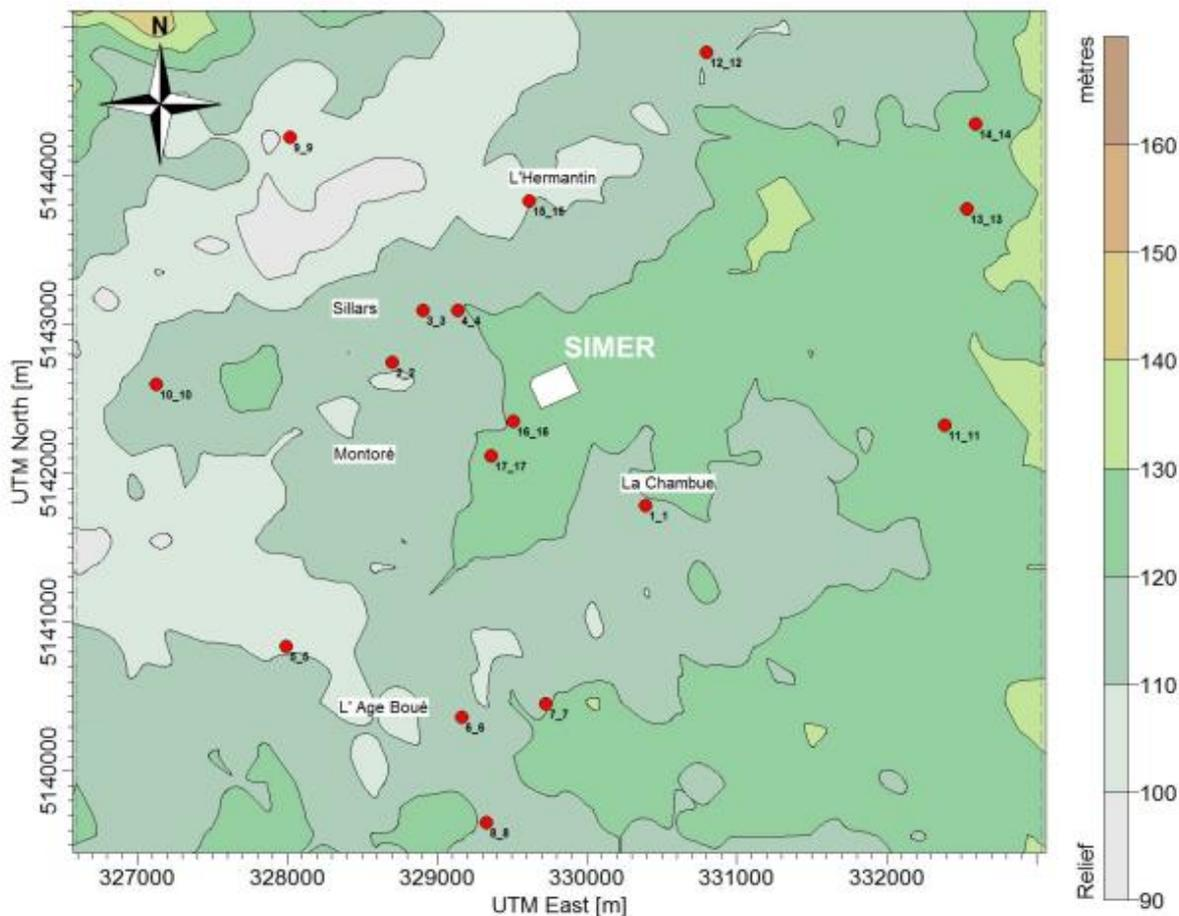 N
mètres
12_12
160
14_14
9_9
5144000
L'Hermantin
15_15
13_13
150
Sillars
3_3
4_4
5143000
SIMER
140
2_2
10_10
16_16
11_11
Montoré
17_17
130
5142000
UTM North [m]
La Chambue
1_1
120
5141000
5_5
110
L' Age Boué
6_6
7_7
5140000
100
8_8
Relief
90
327000 328000 329000 330000 331000 332000
UTM East [m]